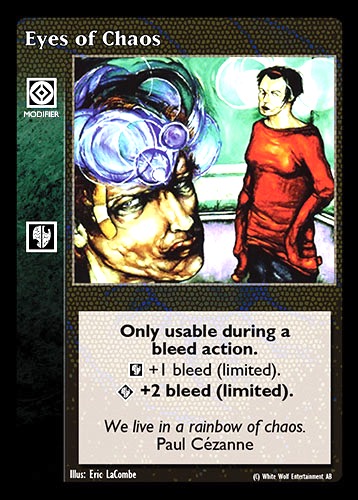 Eyes of Chaos
MODIFIER
Only usable during a
bleed action.
+1 bleed (limited).
+2 bleed (limited).
We live in a rainbow of chaos.
Paul Cézanne
Illus: Eric LaCombe
(C) White Wolf Entertainment AB